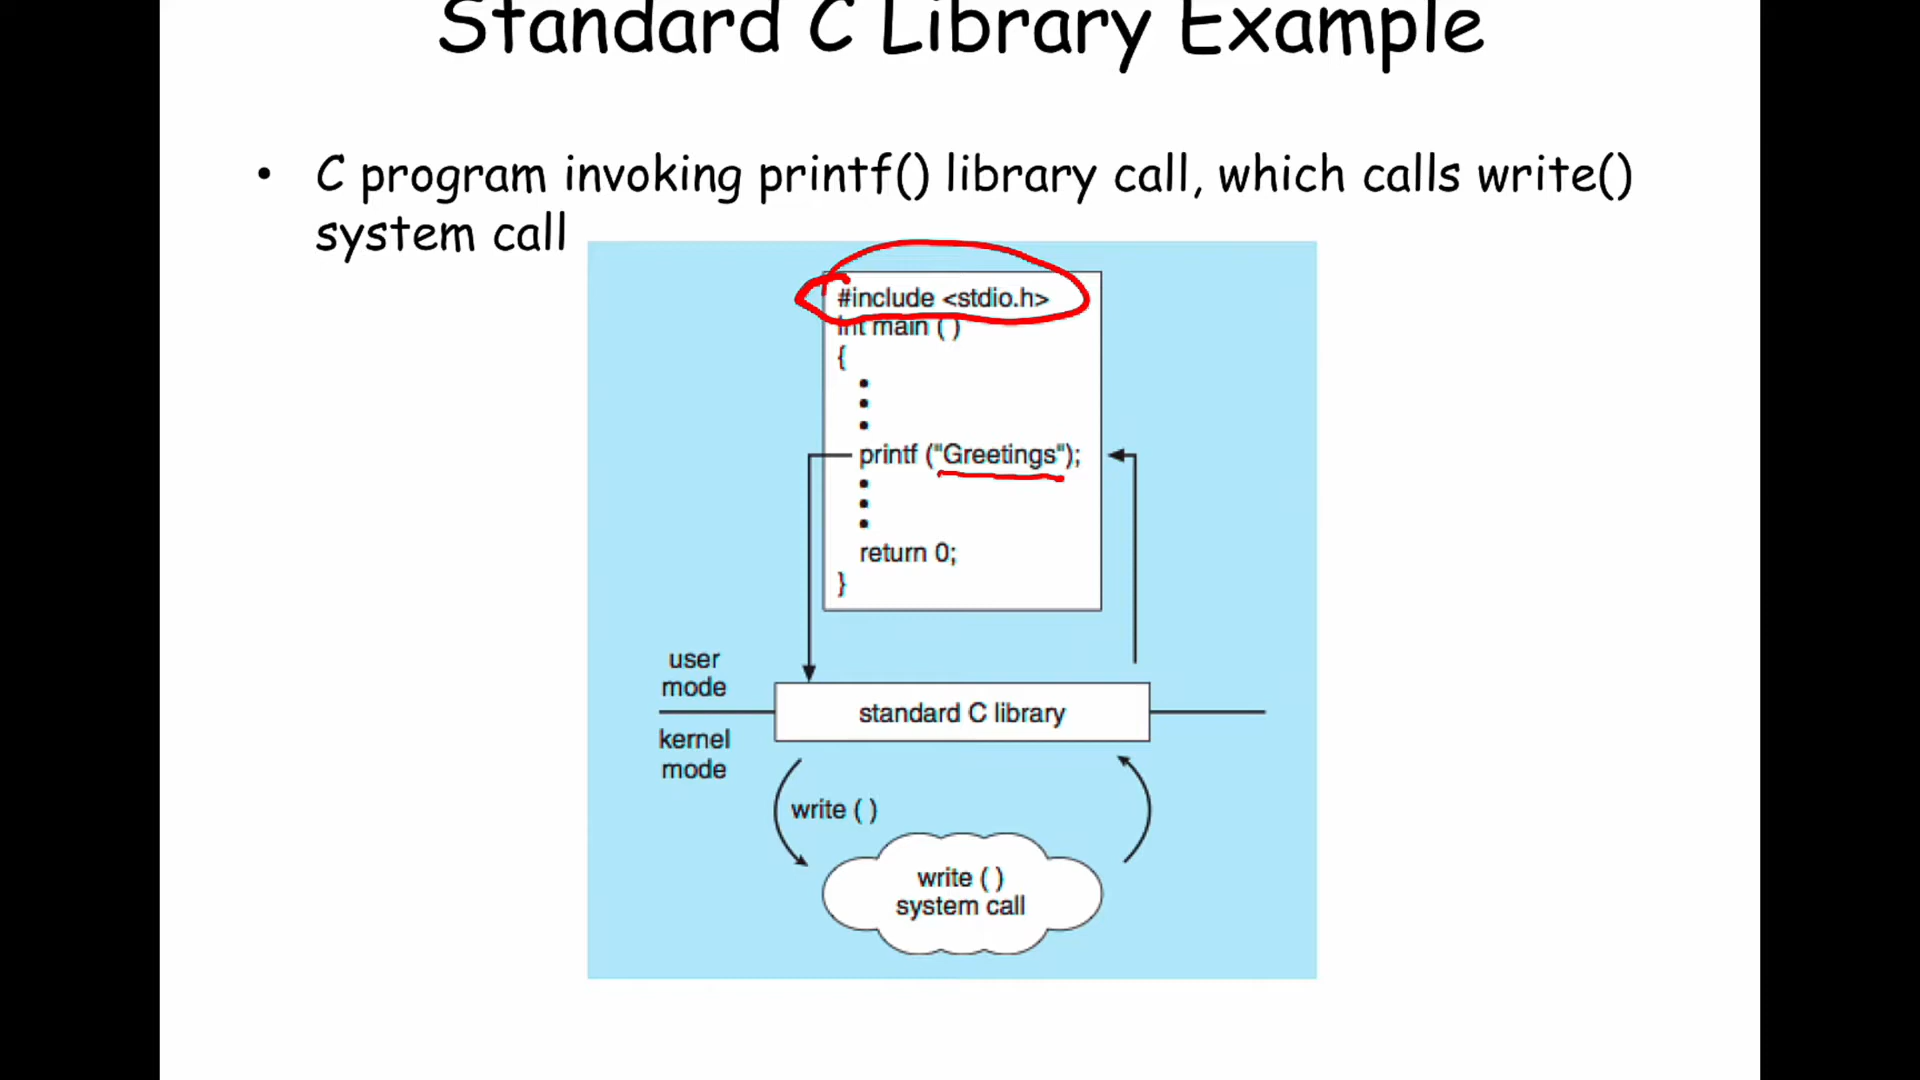 Standard C Library Example
• C program invoking printf() library call, which calls write()
system call
#include <stdio.h>
int main ( )
{
•
•
•
printf ("Greetings");
•
•
•
return 0;
}
user
mode
standard C library
kernel
mode
write ( )
write ( )
system call